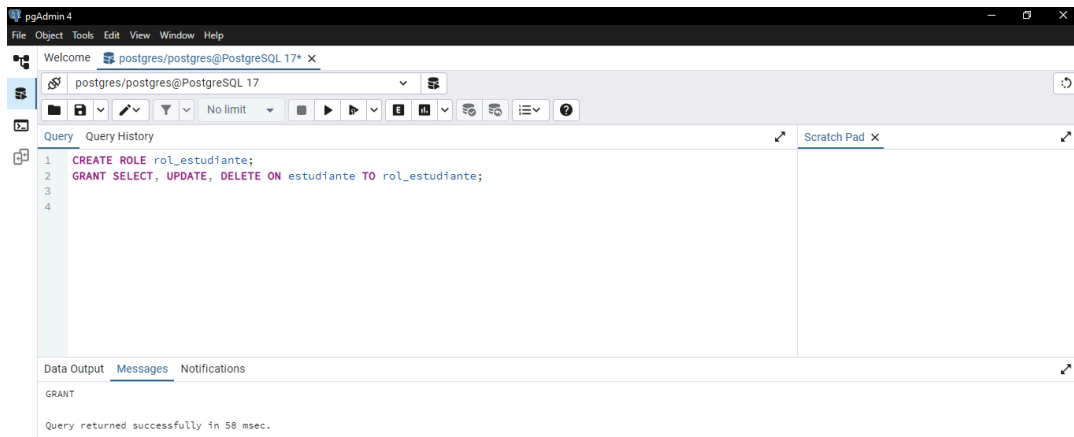 pgAdmin 4
File Object Tools Edit View Window Help
Welcome postgres/postgres@PostgreSQL 17* X
postgres/postgres@PostgreSQL 17
No limit E
Query Query History Scratch Pad X
1 CREATE ROLE rol_estudiante;
2 GRANT SELECT, UPDATE, DELETE ON estudiante TO rol_estudiante;
3
4
Data Output Messages Notifications
GRANT
Query returned successfully in 58 msec.